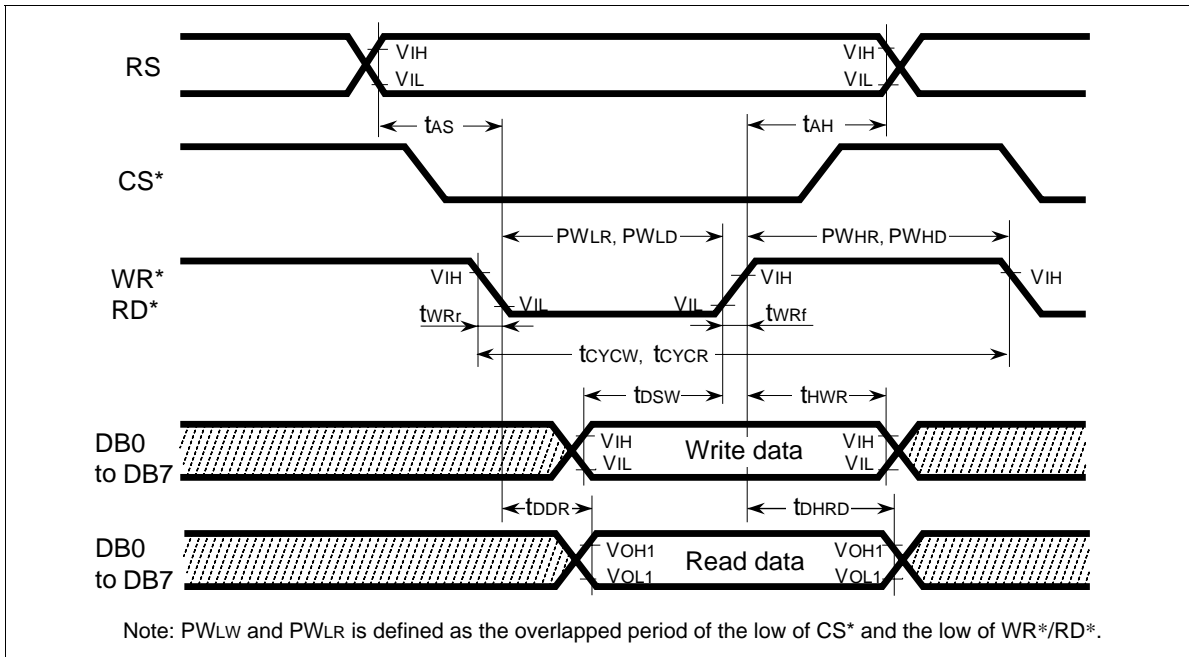 RS
VIH
VIL
VIH
VIL
tAS
tAH
CS*
PWLR, PWLD
PWHR, PWHD
WR*
RD*
VIH
VIL
VIL
VIH
VIH
tWRr
tWRf
tCYCW, tCYCR
tDSW
tHWR
DB0
to DB7
VIH
VIL
Write data
VIH
VIL
tDDR
tDHRD
DB0
to DB7
VOH1
VOL1
Read data
VOH1
VOL1
Note: PWLW and PWLR is defined as the overlapped period of the low of CS* and the low of WR*/RD*.